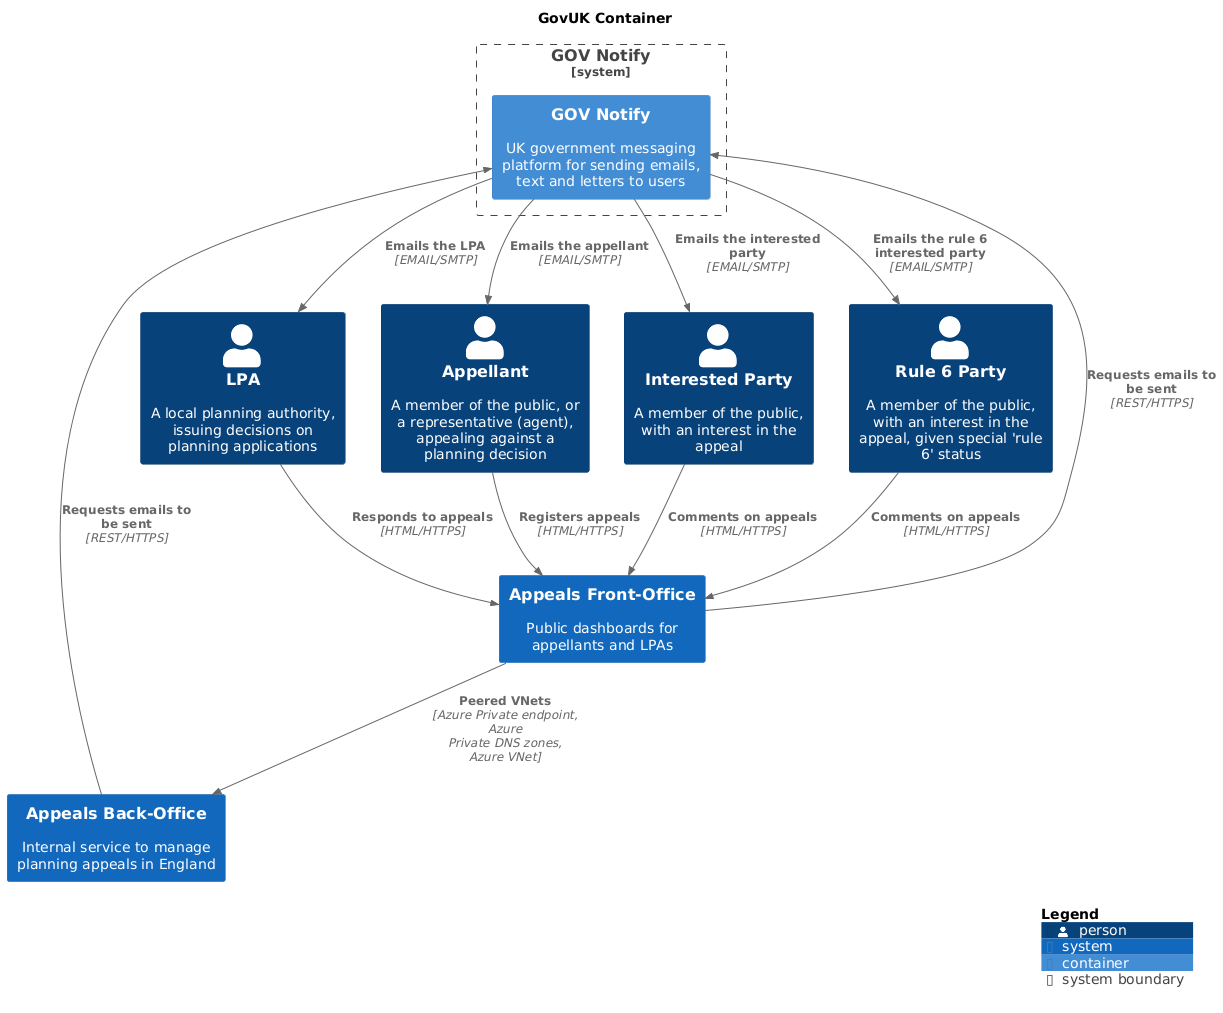 GovUK Container
GOV Notify
[system]
GOV Notify
UK government messaging
platform for sending emails,
text and letters to users
Emails the LPA
[EMAIL/SMTP]
Emails the appellant
[EMAIL/SMTP]
Emails the interested
party
[EMAIL/SMTP]
Emails the rule 6
interested party
[EMAIL/SMTP]
LPA
A local planning authority,
issuing decisions on
planning applications
Appellant
A member of the public, or
a representative (agent),
appealing against a
planning decision
Interested Party
A member of the public,
with an interest in the
appeal
Rule 6 Party
A member of the public,
with an interest in the
appeal, given special 'rule
6' status
Requests emails to
be sent
[REST/HTTPS]
Requests emails to
be sent
[REST/HTTPS]
Responds to appeals
[HTML/HTTPS]
Registers appeals
[HTML/HTTPS]
Comments on appeals
[HTML/HTTPS]
Comments on appeals
[HTML/HTTPS]
Appeals Front-Office
Public dashboards for
appellants and LPAs
Peered VNets
[Azure Private endpoint,
Azure
Private DNS zones,
Azure VNet]
Appeals Back-Office
Internal service to manage
planning appeals in England
Legend
person
system
container
system boundary